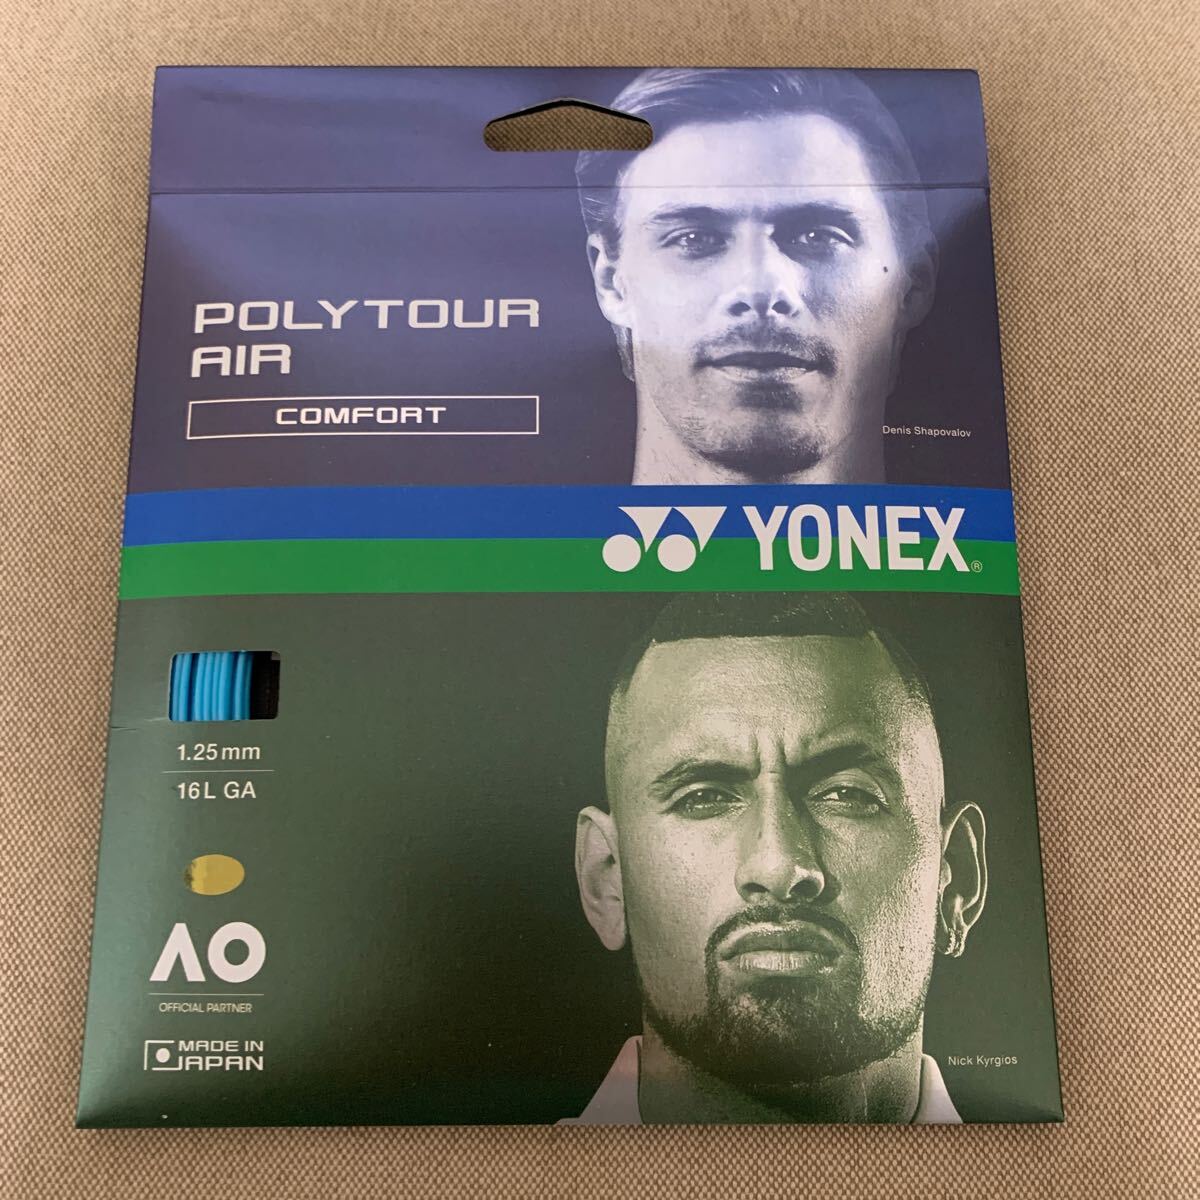 POLYTOUR
AIR
COMFORT
Denis Shapovalov
YONEX®
1.25mm
16L GA
AO
OFFICIAL PARTNER
MADE IN
JAPAN
Nick Kyrgios